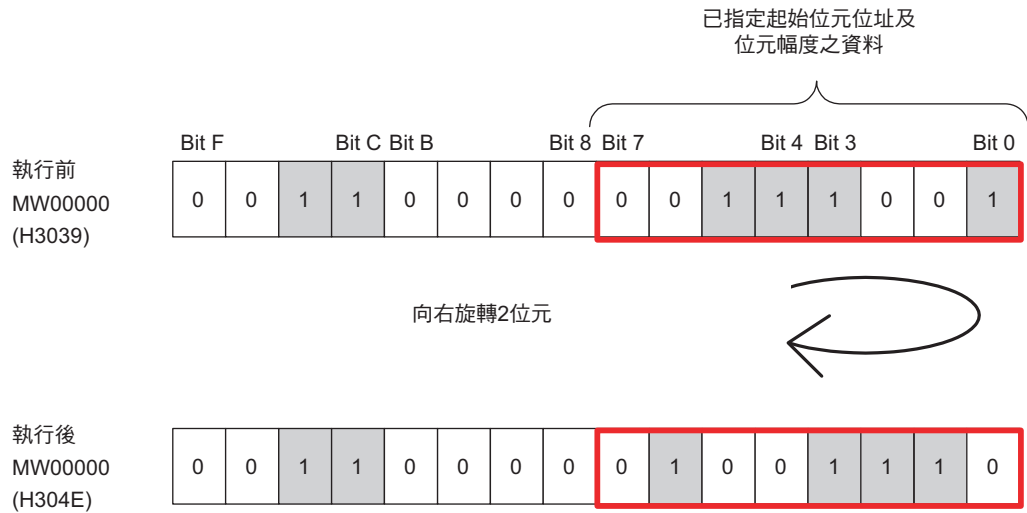 已指定起始位元位址及
位元幅度之資料
Bit F Bit C Bit B Bit 8 Bit 7 Bit 4 Bit 3 Bit 0
執行前
MW00000
(H3039)
0 0 1 1 0 0 0 0 0 0 1 1 1 0 0 1
向右旋轉2位元
執行後
MW00000
(H304E)
0 0 1 1 0 0 0 0 0 1 0 0 1 1 1 0